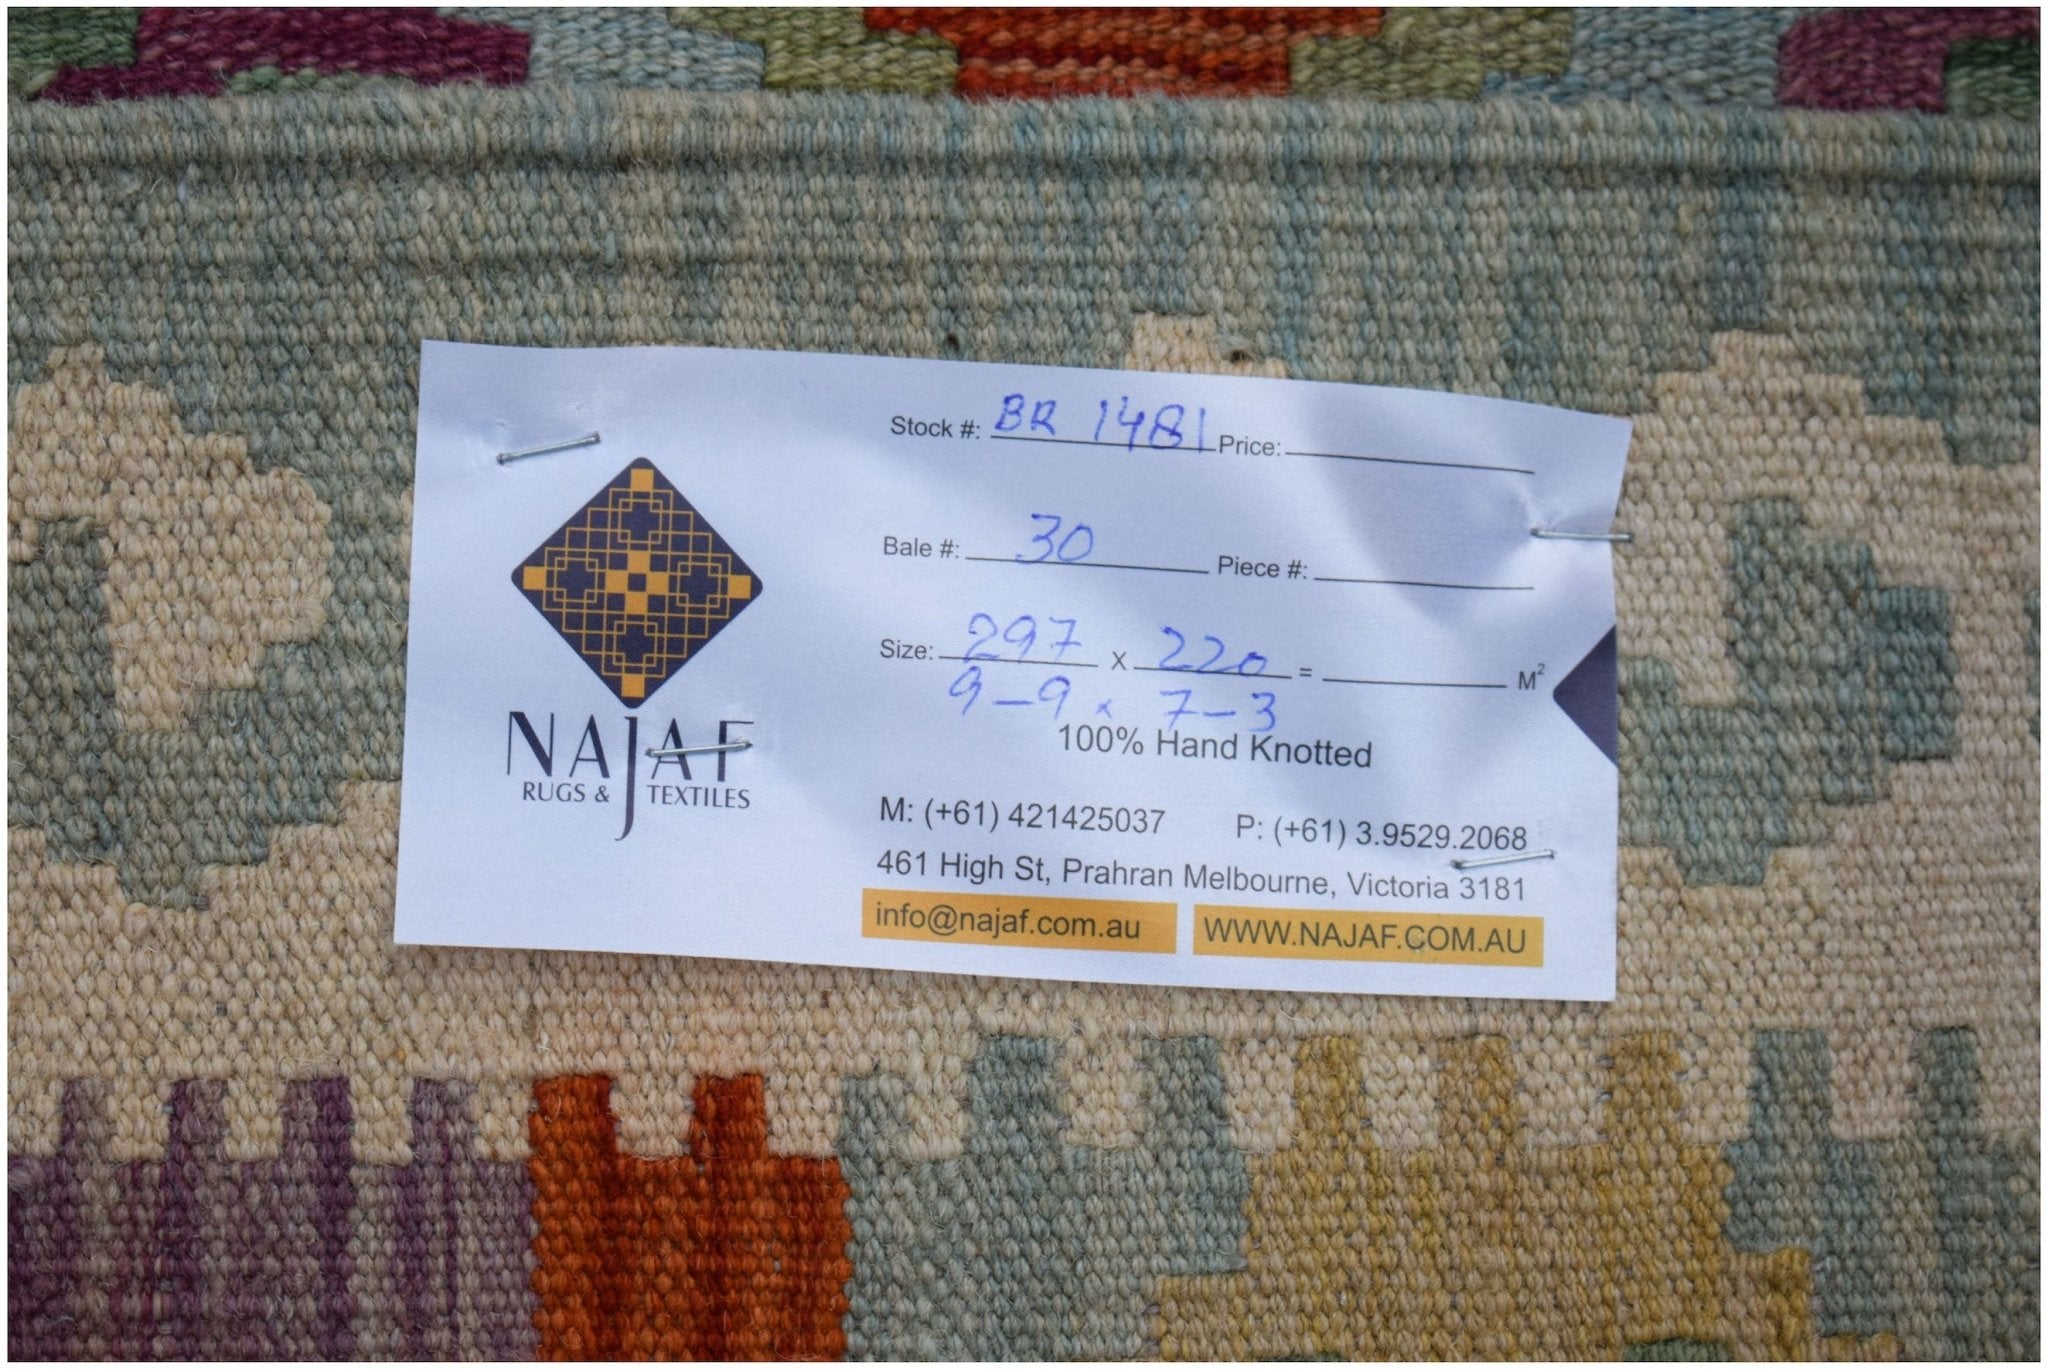 Stock #: BR 1481 Price:
Bale #: 30 Piece #:
Size: 297 x 220 = M²
9-9 x 7-3
100% Hand Knotted
NAJAF
RUGS & TEXTILES
M: (+61) 421425037 P: (+61) 3.9529.2068
461 High St, Prahran Melbourne, Victoria 3181
info@najaf.com.au WWW.NAJAF.COM.AU